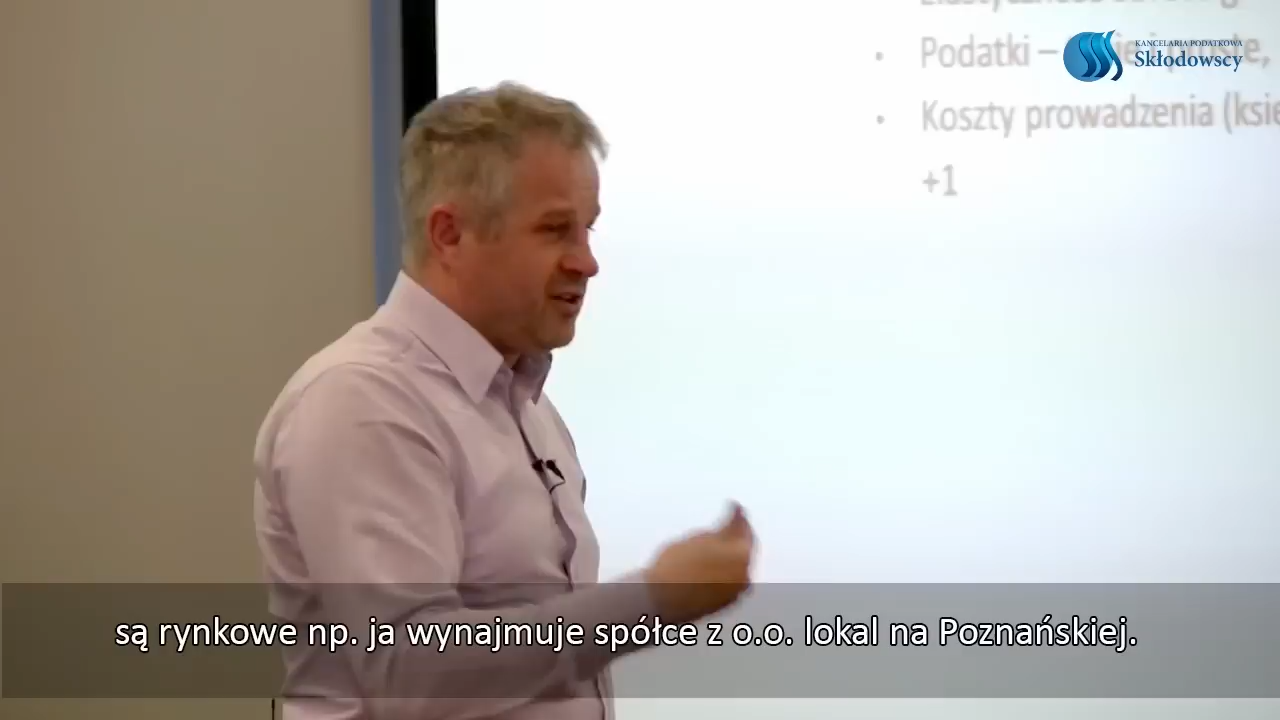 Podatki –
KANCELARIA PODATKOWA
Skłodowscy
Koszty prowadzenia
+1
są rynkowe np. ja wynajmuje spółce z o.o. lokal na Poznańskiej.